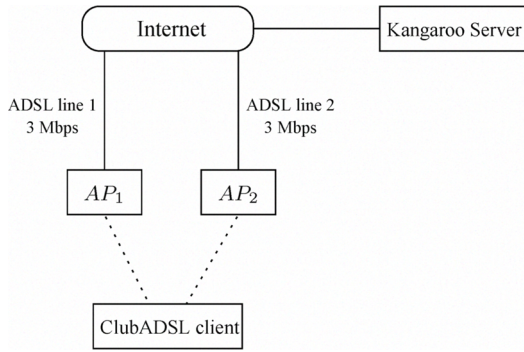 Internet
Kangaroo Server
ADSL line 1
3 Mbps
ADSL line 2
3 Mbps
AP₁
AP₂
ClubADSL client